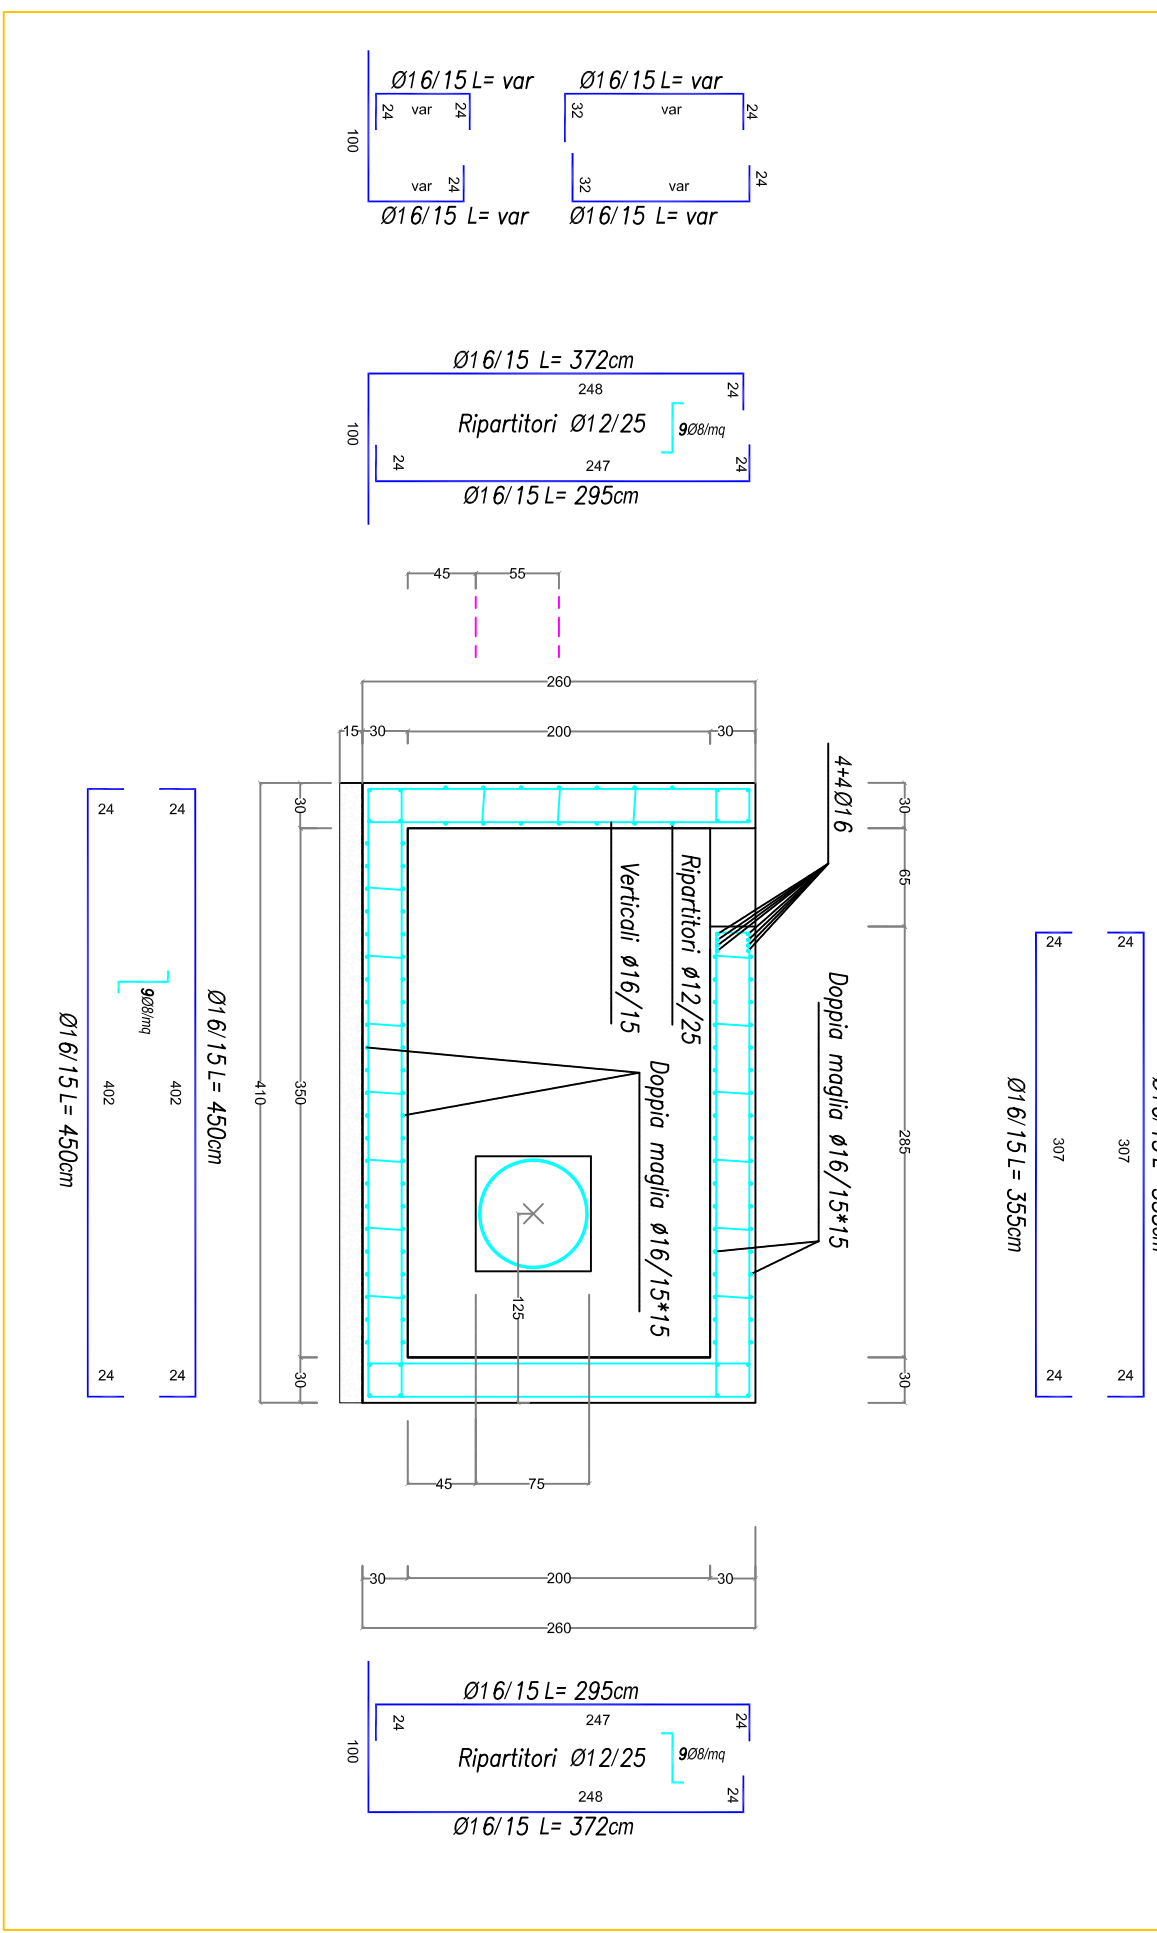 Ø16/15 L= var
Ø16/15 L= var
24
var
24
32
var
24
100
var
24
32
var
24
Ø16/15 L= var
Ø16/15 L= var
Ø16/15 L= 372cm
248
24
Ripartitori Ø12/25
9Ø8/mq
100
24
247
24
Ø16/15 L= 295cm
45
55
260
15
30
200
30
4+4Ø16
30
65
285
30
Ripartitori ø12/25
Verticali ø16/15
Doppia maglia ø16/15*15
Doppia maglia ø16/15*15
30
350
30
410
125
24
24
9Ø8/mq
402
402
Ø16/15 L= 450cm
Ø16/15 L= 450cm
24
24
24
24
307
307
Ø16/15 L= 355cm
24
24
45
75
30
200
30
260
Ø16/15 L= 295cm
24
247
24
Ripartitori Ø12/25
9Ø8/mq
100
248
24
Ø16/15 L= 372cm